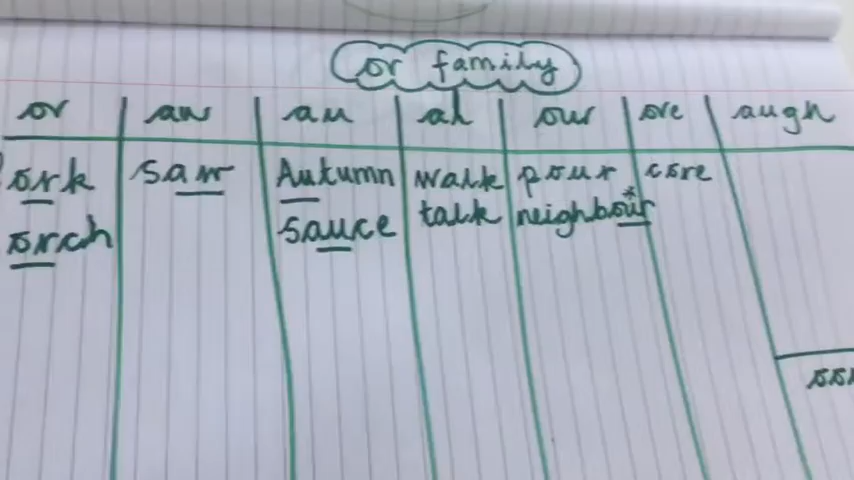 or family
or aw au al our ore augh
ork saw Autumn walk pour core
orch sauce talk neighbour*